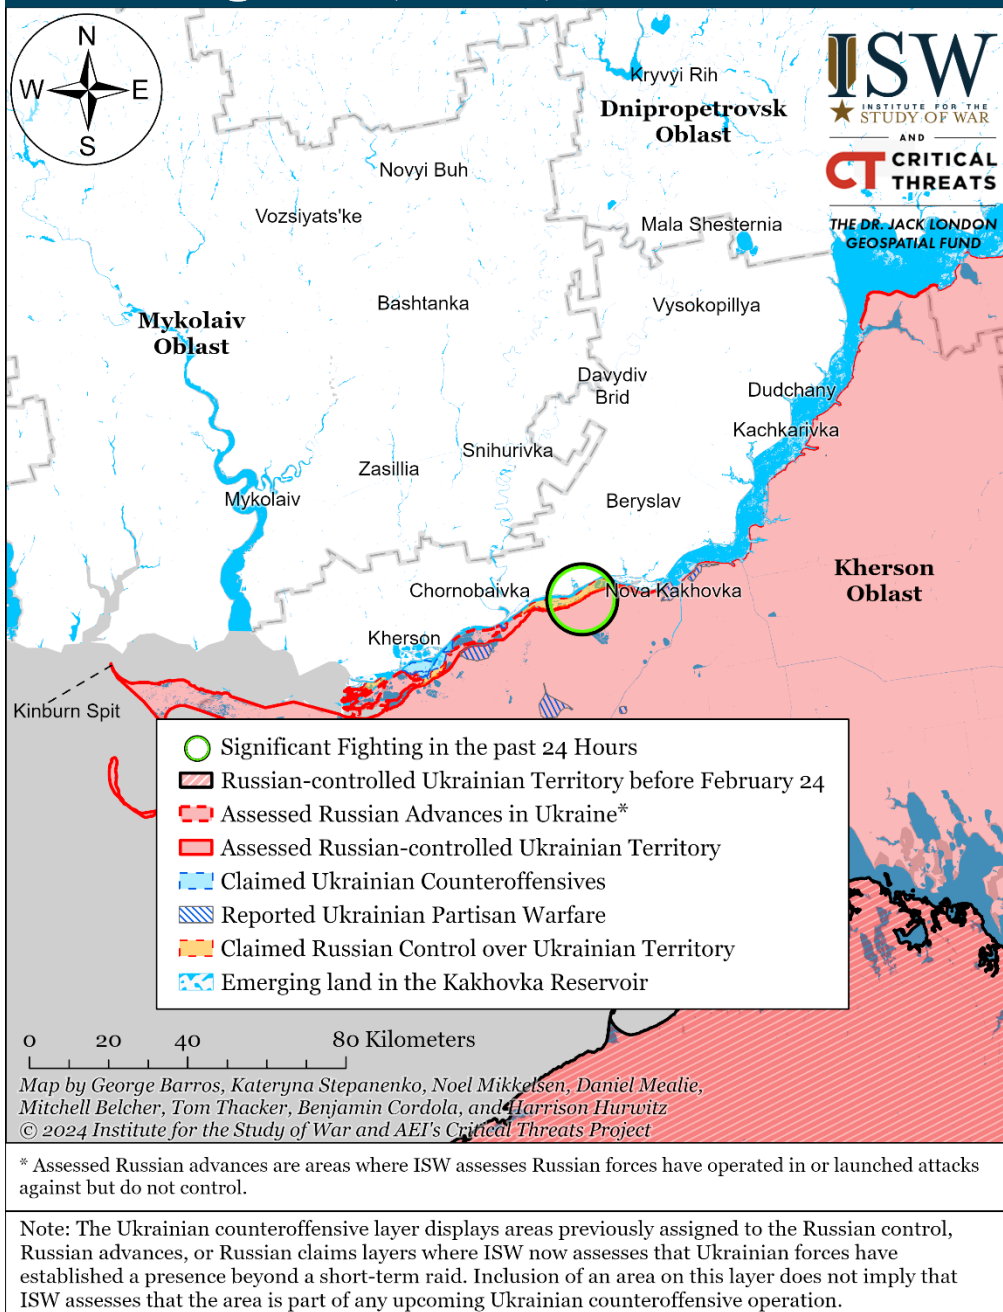 N
W
E
S
ISW
INSTITUTE FOR THE
STUDY OF WAR
AND
CT CRITICAL
THREATS
THE DR. JACK LONDON
GEOSPATIAL FUND
Kryvyi Rih
Dnipropetrovsk
Oblast
Novyi Buh
Vozsiyats'ke
Mala Shesternia
Bashtanka
Vysokopillya
Mykolaiv
Oblast
Davydiv
Brid
Dudchany
Kachkarivka
Snihurivka
Zasillia
Mykolaiv
Beryslav
Kherson
Oblast
Chornobaivka
Nova Kakhovka
Kherson
Kinburn Spit
Significant Fighting in the past 24 Hours
Russian-controlled Ukrainian Territory before February 24
Assessed Russian Advances in Ukraine*
Assessed Russian-controlled Ukrainian Territory
Claimed Ukrainian Counteroffensives
Reported Ukrainian Partisan Warfare
Claimed Russian Control over Ukrainian Territory
Emerging land in the Kakhovka Reservoir
0 20 40 80 Kilometers
Map by George Barros, Kateryna Stepanenko, Noel Mikkelsen, Daniel Mealie,
Mitchell Belcher, Tom Thacker, Benjamin Cordola, and Harrison Hurwitz
© 2024 Institute for the Study of War and AEI's Critical Threats Project
* Assessed Russian advances are areas where ISW assesses Russian forces have operated in or launched attacks
against but do not control.
Note: The Ukrainian counteroffensive layer displays areas previously assigned to the Russian control,
Russian advances, or Russian claims layers where ISW now assesses that Ukrainian forces have
established a presence beyond a short-term raid. Inclusion of an area on this layer does not imply that
ISW assesses that the area is part of any upcoming Ukrainian counteroffensive operation.